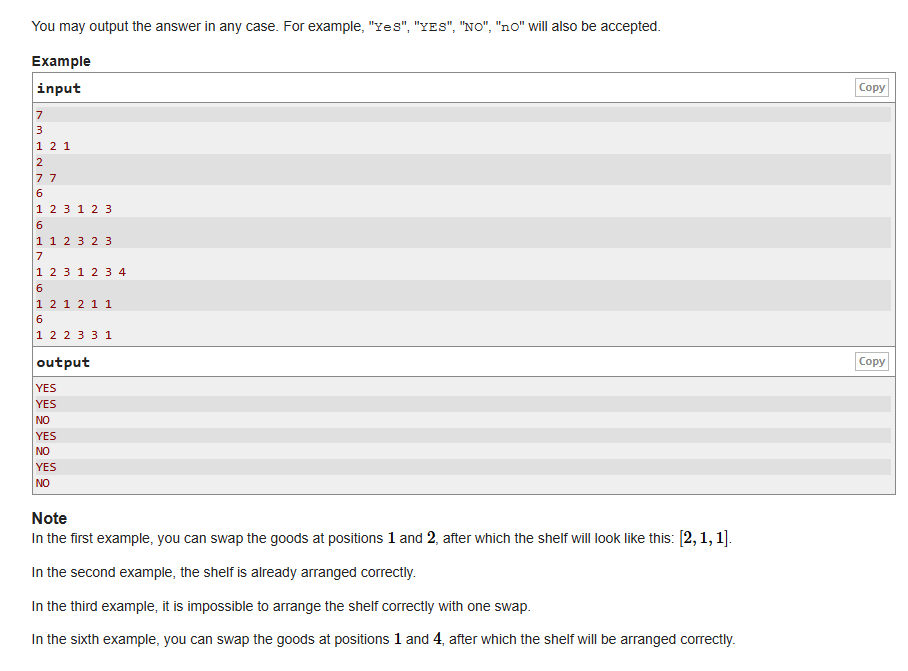 You may output the answer in any case. For example, "YeS", "YES", "NO", "nO" will also be accepted.
Example
input
Copy
7
3
1 2 1
2
7 7
6
1 2 3 1 2 3
6
1 1 2 3 2 3
7
1 2 3 1 2 3 4
6
1 2 1 2 1 1
6
1 2 2 3 3 1
output
Copy
YES
YES
NO
YES
NO
YES
NO
Note
In the first example, you can swap the goods at positions 1 and 2, after which the shelf will look like this: [2, 1, 1].
In the second example, the shelf is already arranged correctly.
In the third example, it is impossible to arrange the shelf correctly with one swap.
In the sixth example, you can swap the goods at positions 1 and 4, after which the shelf will be arranged correctly.